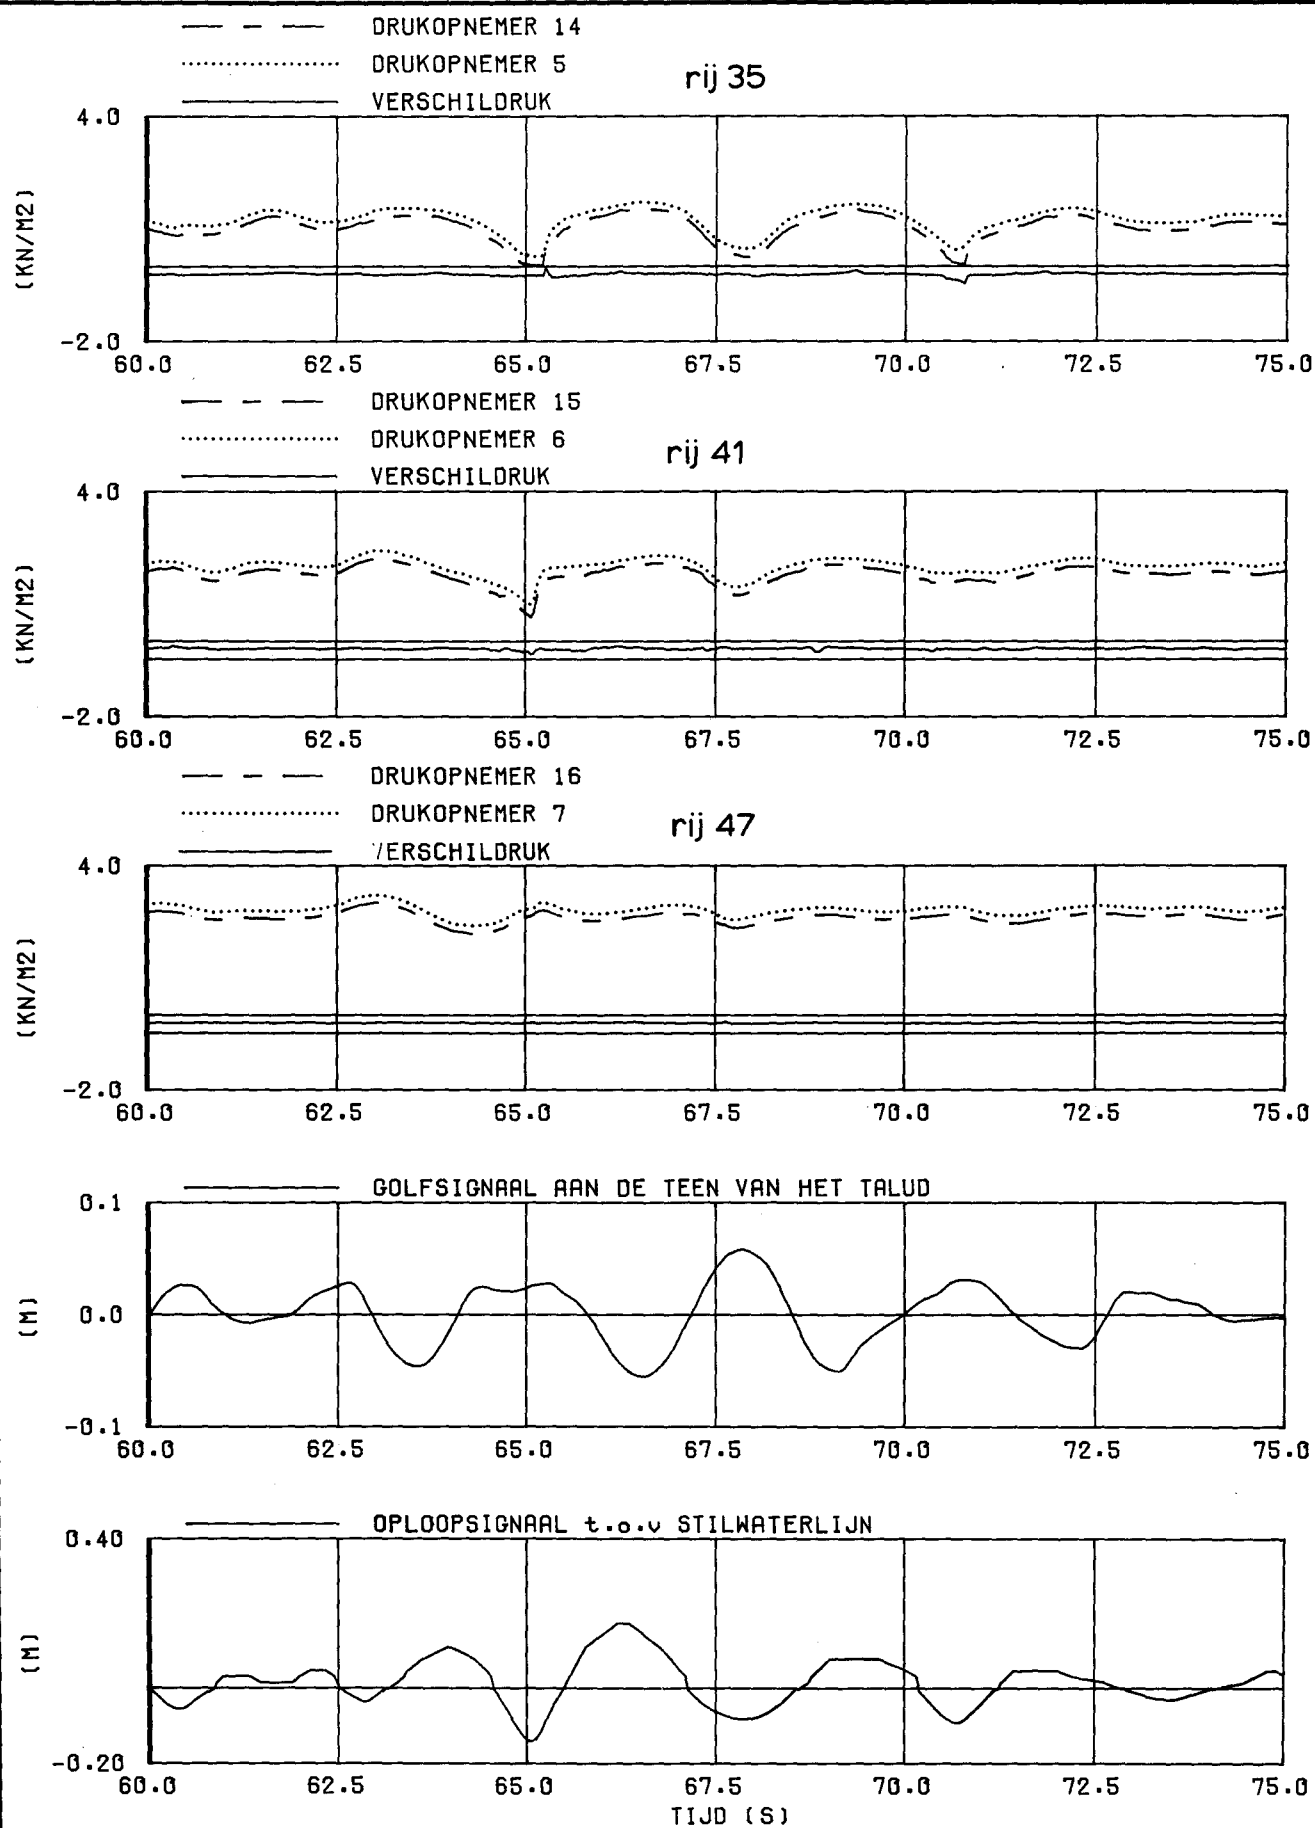 DRUKOPNEMER 14
DRUKOPNEMER 5
VERSCHILDRUK
rij 35
4.0
(KN/M2)
-2.0
60.0 62.5 65.0 67.5 70.0 72.5 75.0
DRUKOPNEMER 15
DRUKOPNEMER 6
VERSCHILDRUK
rij 41
4.0
(KN/M2)
-2.0
60.0 62.5 65.0 67.5 70.0 72.5 75.0
DRUKOPNEMER 16
DRUKOPNEMER 7
VERSCHILDRUK
rij 47
4.0
(KN/M2)
-2.0
60.0 62.5 65.0 67.5 70.0 72.5 75.0
GOLFSIGNAAL AAN DE TEEN VAN HET TALUD
0.1
(M)
0.0
-0.1
60.0 62.5 65.0 67.5 70.0 72.5 75.0
OPLOOPSIGNAAL t.o.v STILWATERLIJN
0.40
(M)
-0.20
60.0 62.5 65.0 67.5 70.0 72.5 75.0
TIJD (S)